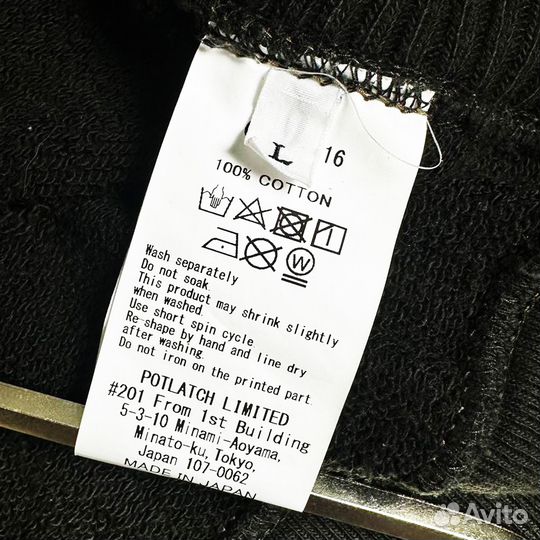 L 16
100% COTTON
W
Wash separately
Do not soak.
This product may shrink slightly
when washed.
Use short spin cycle.
Re-shape by hand and line dry
after washing.
Do not iron on the printed part.
POTLATCH LIMITED
#201 From 1st Building
5-3-10 Minami-Aoyama,
Minato-ku, Tokyo,
Japan 107-0062
MADE IN JAPAN
Avito